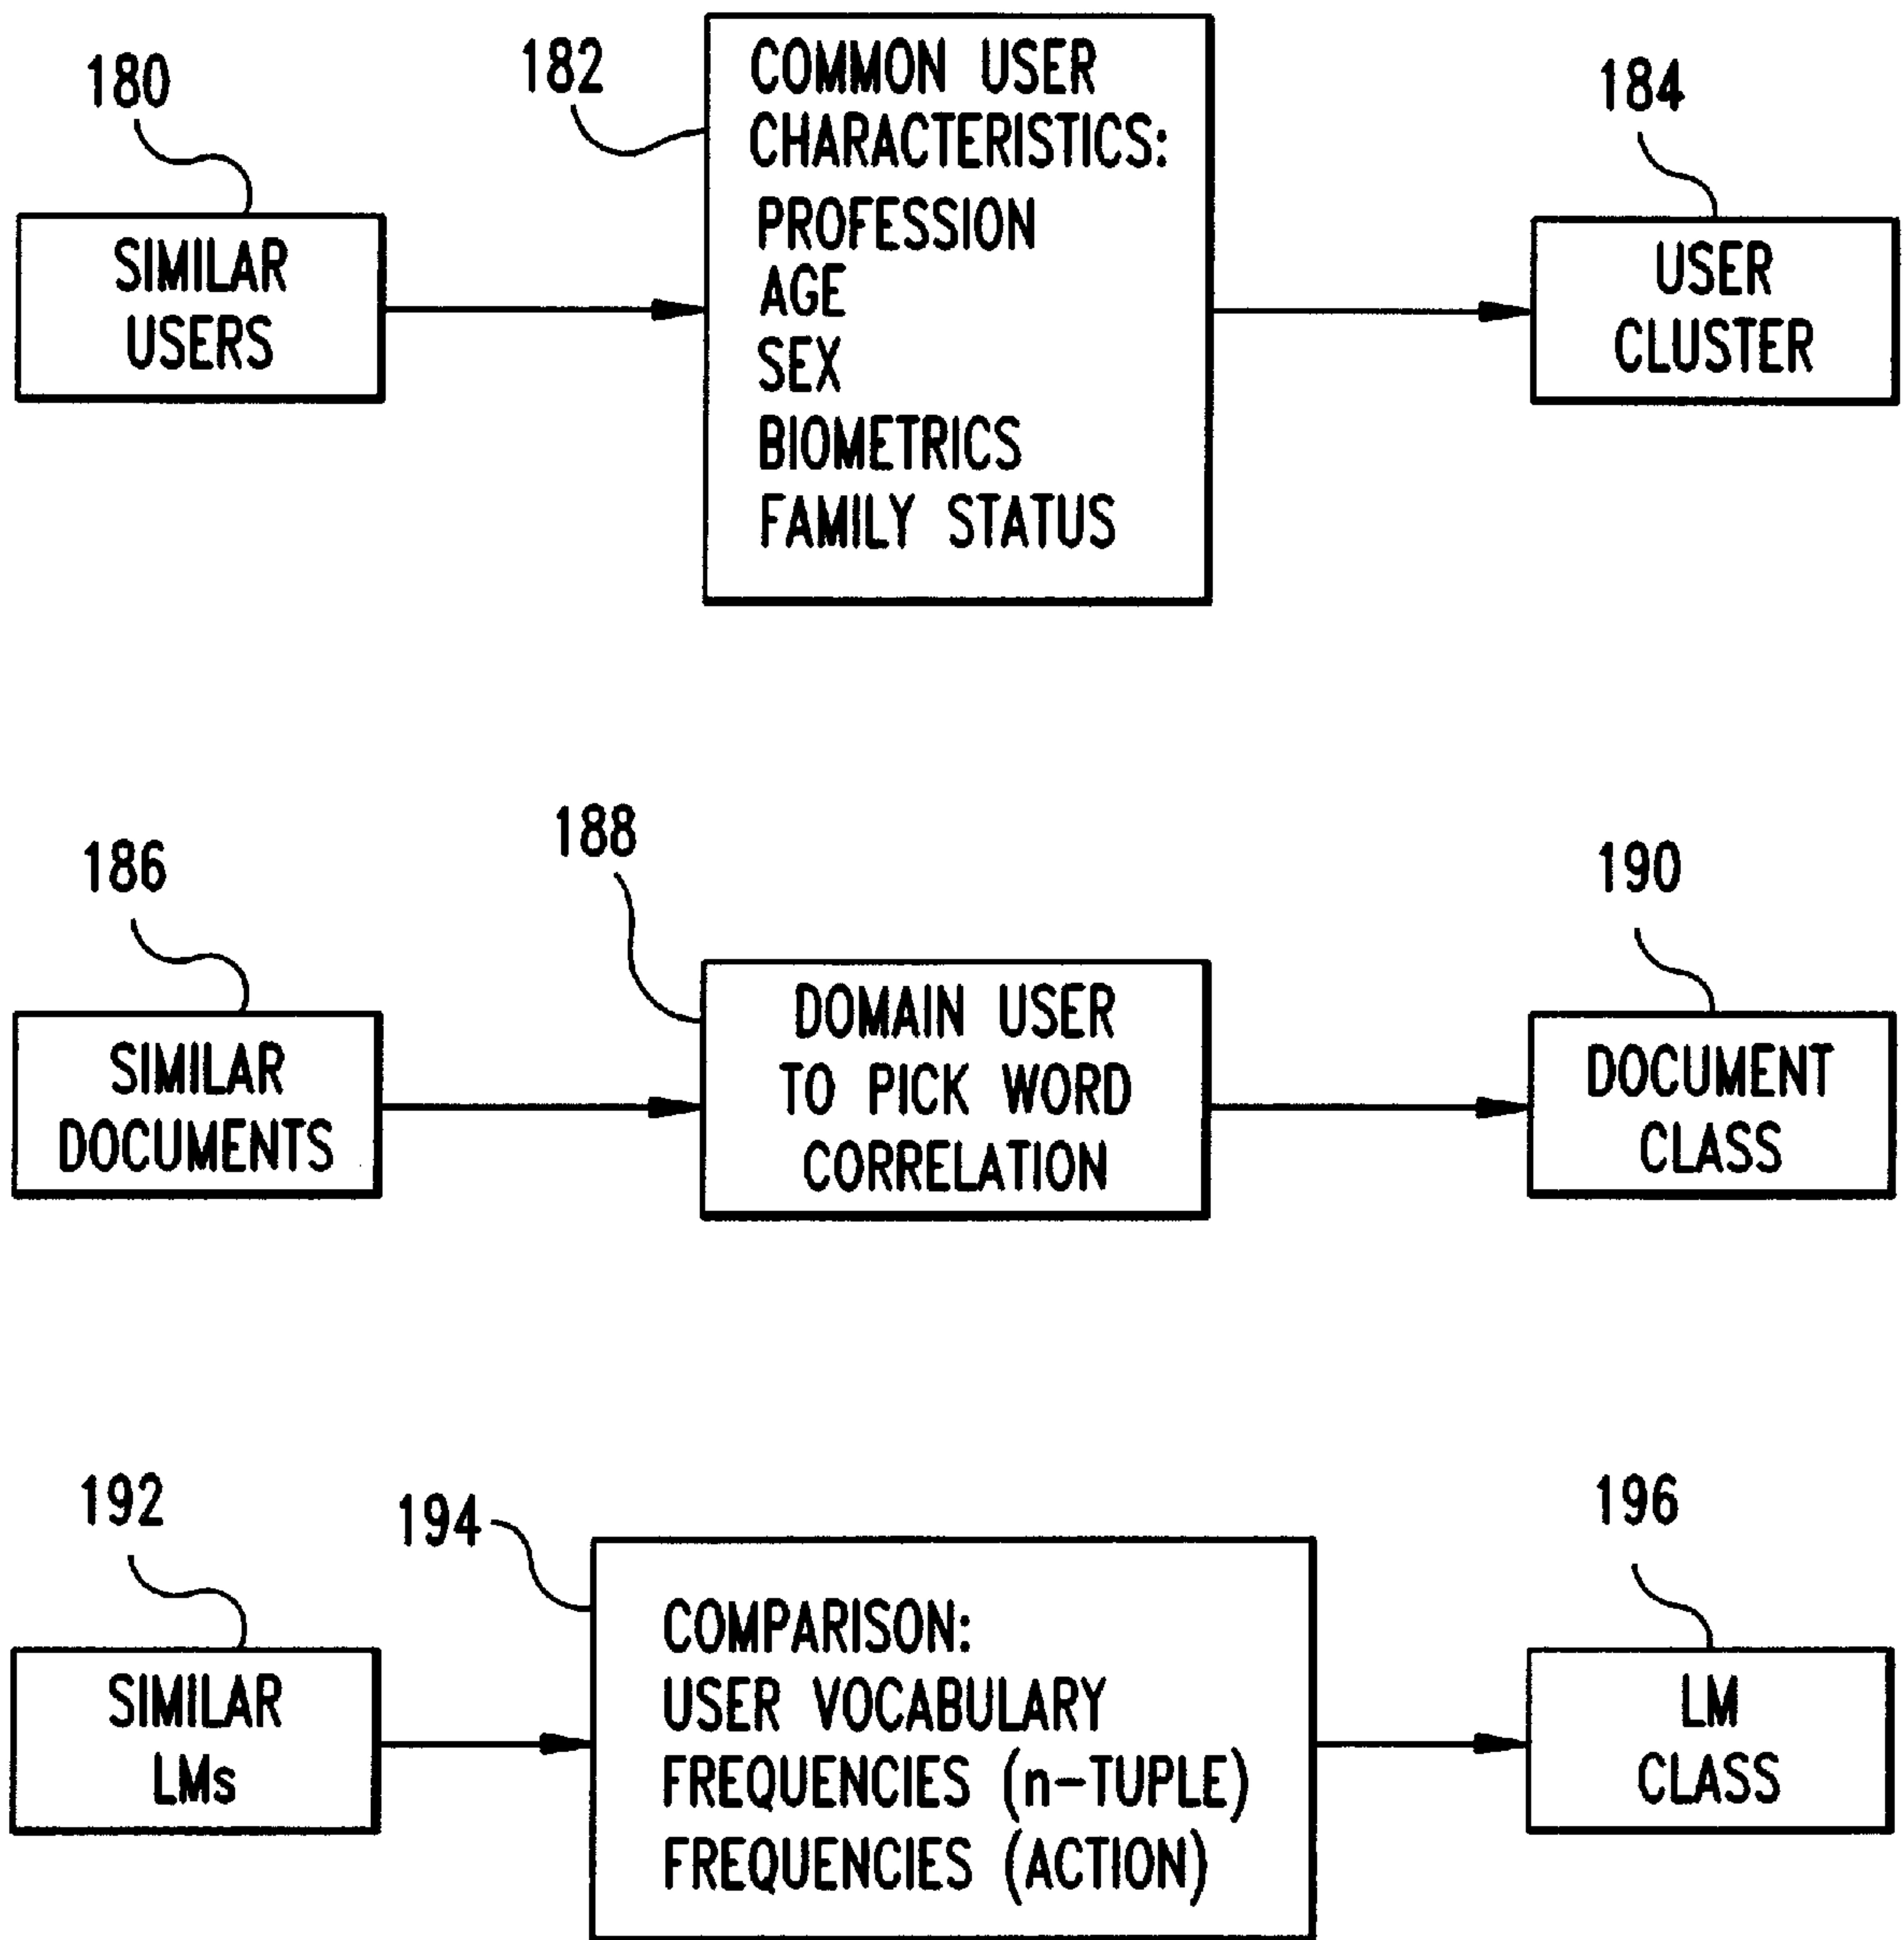 180
182
184
SIMILAR
USERS
COMMON USER
CHARACTERISTICS:
PROFESSION
AGE
SEX
BIOMETRICS
FAMILY STATUS
USER
CLUSTER
186
188
190
SIMILAR
DOCUMENTS
DOMAIN USER
TO PICK WORD
CORRELATION
DOCUMENT
CLASS
192
194
196
SIMILAR
LMs
COMPARISON:
USER VOCABULARY
FREQUENCIES (n-TUPLE)
FREQUENCIES (ACTION)
LM
CLASS